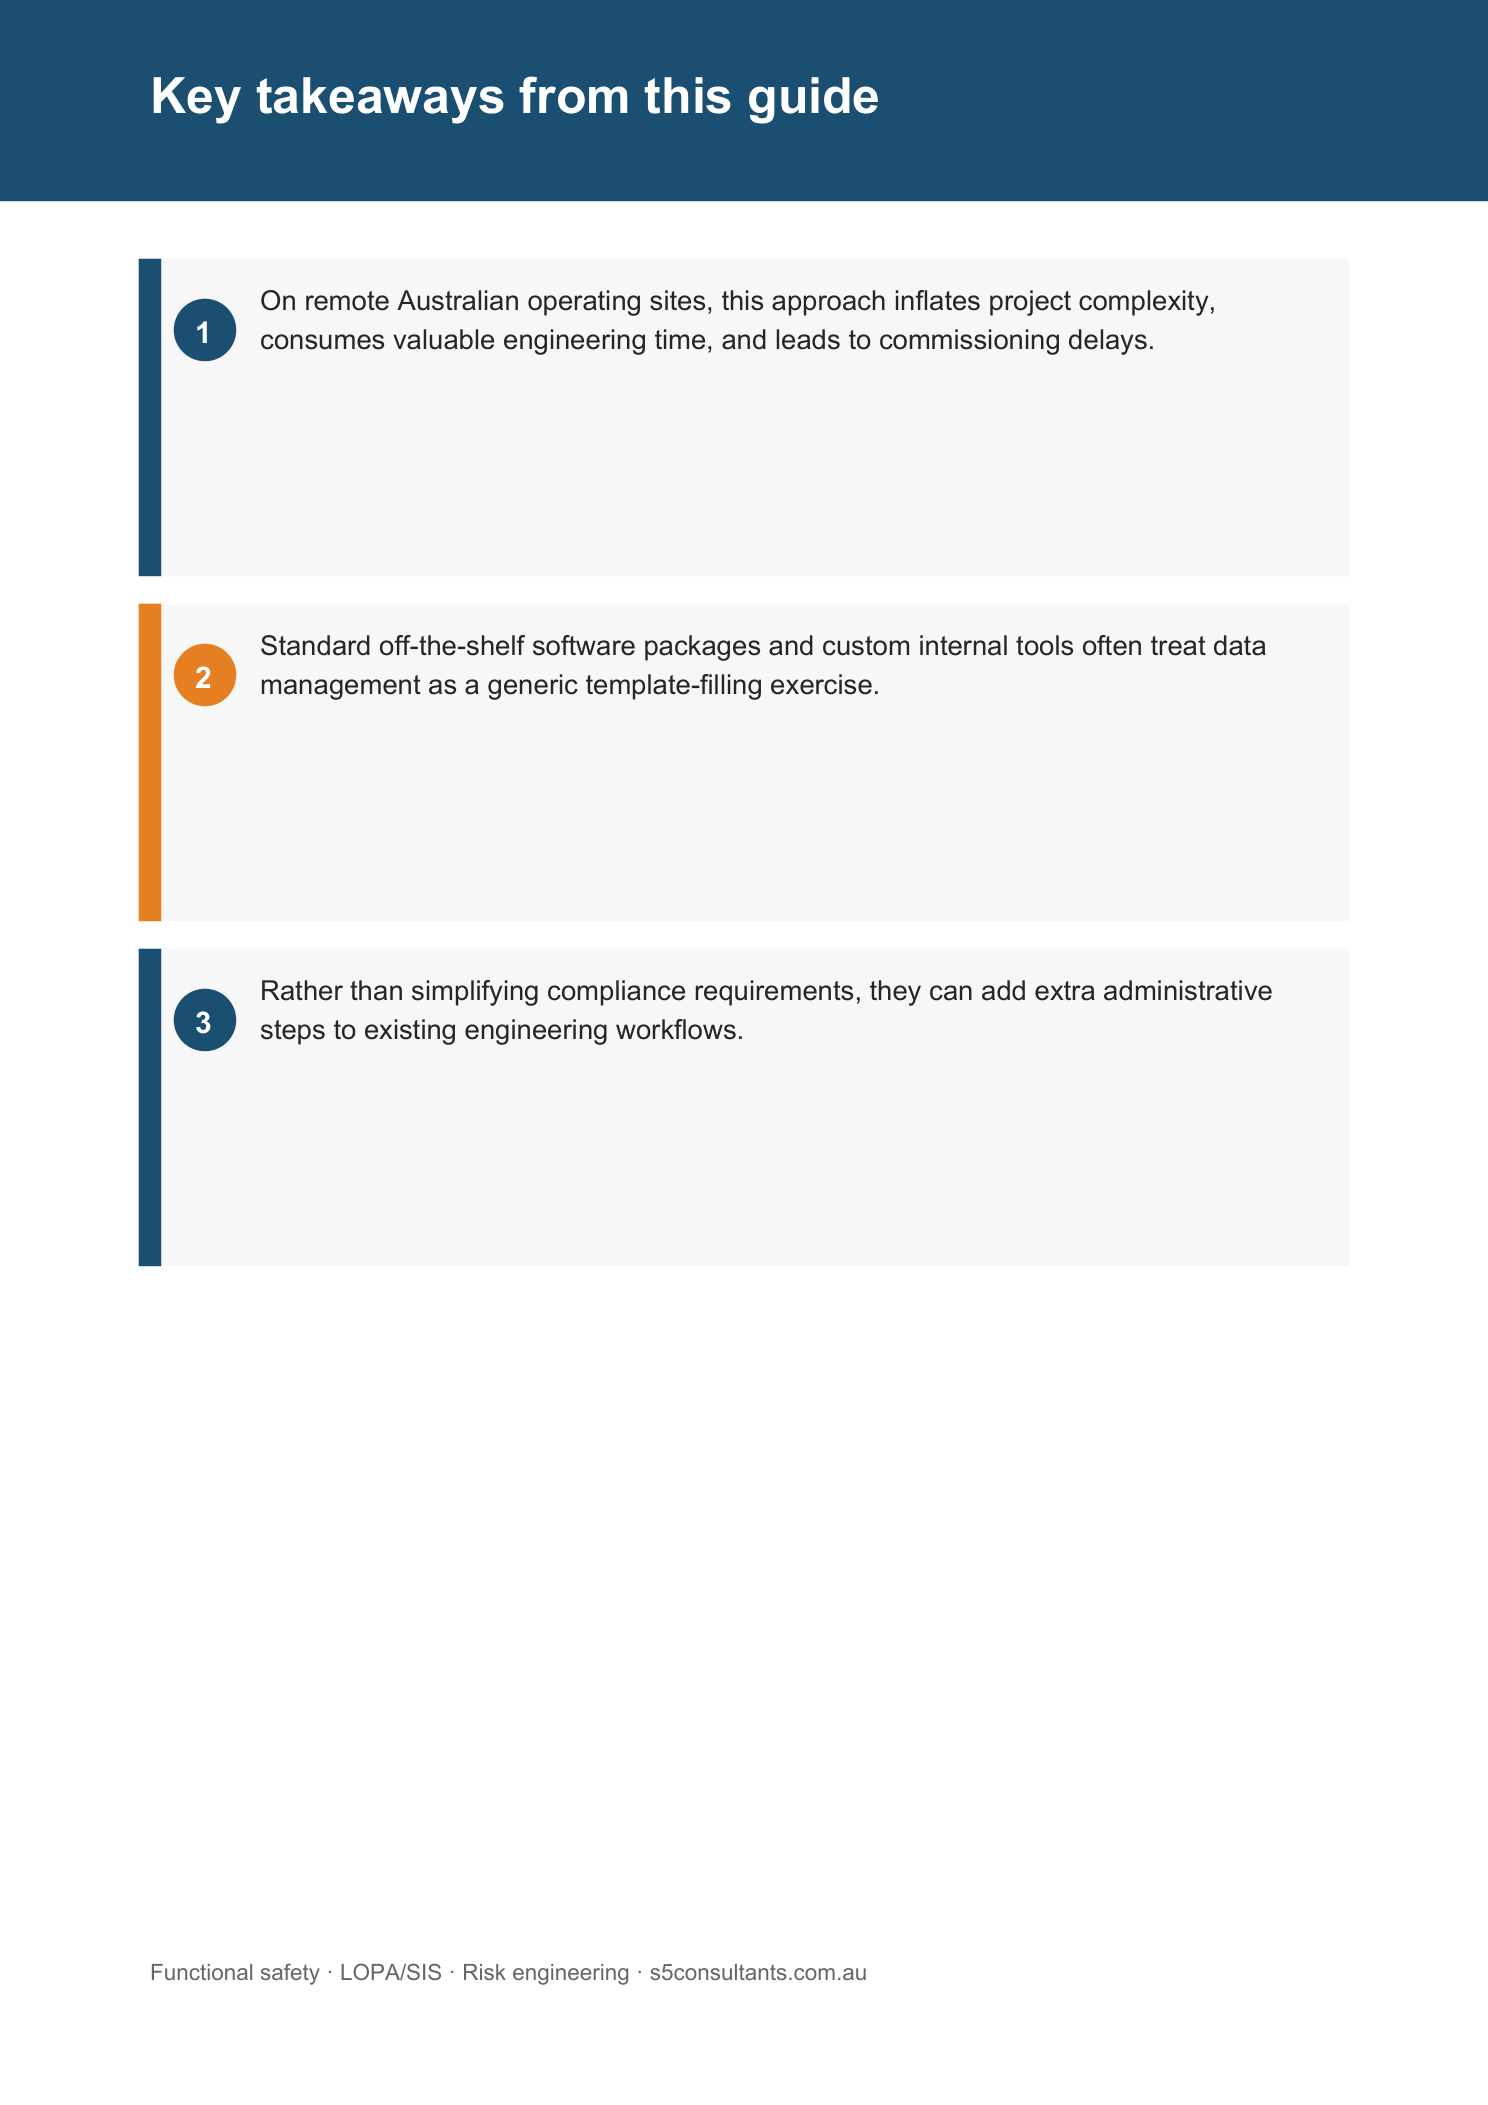 Key takeaways from this guide
1
On remote Australian operating sites, this approach inflates project complexity,
consumes valuable engineering time, and leads to commissioning delays.
2
Standard off-the-shelf software packages and custom internal tools often treat data
management as a generic template-filling exercise.
3
Rather than simplifying compliance requirements, they can add extra administrative
steps to existing engineering workflows.
Functional safety · LOPA/SIS · Risk engineering · s5consultants.com.au